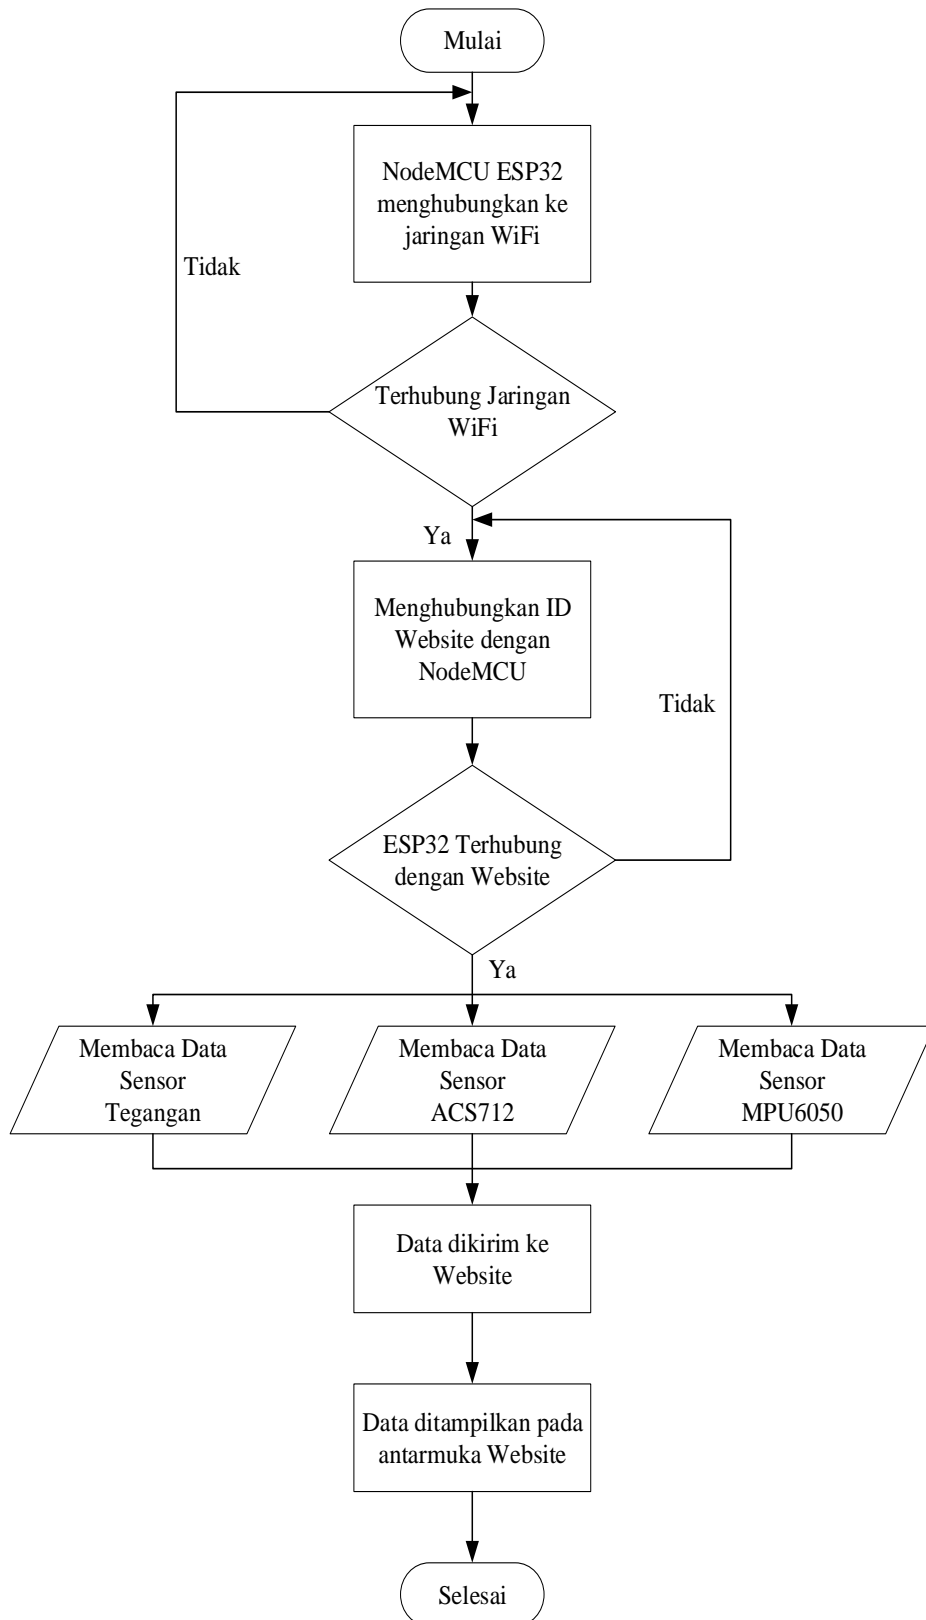 Mulai
NodeMCU ESP32
menghubungkan ke
jaringan WiFi
Tidak
Terhubung Jaringan
WiFi
Ya
Menghubungkan ID
Website dengan
NodeMCU
Tidak
ESP32 Terhubung
dengan Website
Ya
Membaca Data
Sensor
Tegangan
Membaca Data
Sensor
ACS712
Membaca Data
Sensor
MPU6050
Data dikirim ke
Website
Data ditampilkan pada
antarmuka Website
Selesai